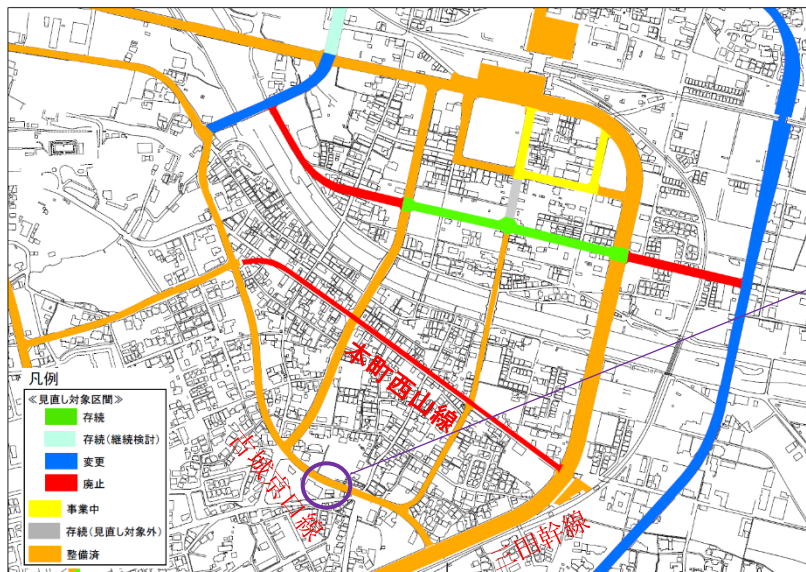 本町西山線
古城京口線
三田幹線
凡例
≪見直し対象区間≫
存続
存続(継続検討)
変更
廃止
事業中
存続(見直し対象外)
整備済